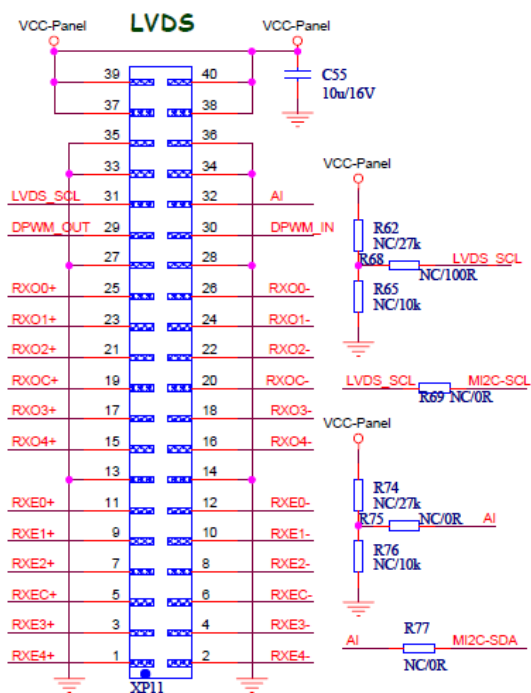 VCC-Panel LVDS VCC-Panel
39 40 C55
10u/16V
37 38
35 36
33 34 VCC-Panel
LVDS_SCL 31 32 AI
R62
NC/27k
DPWM_OUT 29 30 DPWM_IN
27 28 R68 LVDS_SCL
NC/100R
R65
NC/10k
RXO0+ 25 26 RXO0-
RXO1+ 23 24 RXO1-
RXO2+ 21 22 RXO2-
RXOC+ 19 20 RXOC- LVDS_SCL MI2C-SCL
R69 NC/0R
RXO3+ 17 18 RXO3-
VCC-Panel
RXO4+ 15 16 RXO4-
13 14 R74
NC/27k
RXE0+ 11 12 RXE0- R75 NC/0R AI
RXE1+ 9 10 RXE1-
R76
NC/10k
RXE2+ 7 8 RXE2-
RXEC+ 5 6 RXEC-
RXE3+ 3 4 RXE3- R77
AI MI2C-SDA
RXE4+ 1 2 RXE4- NC/0R
XP11